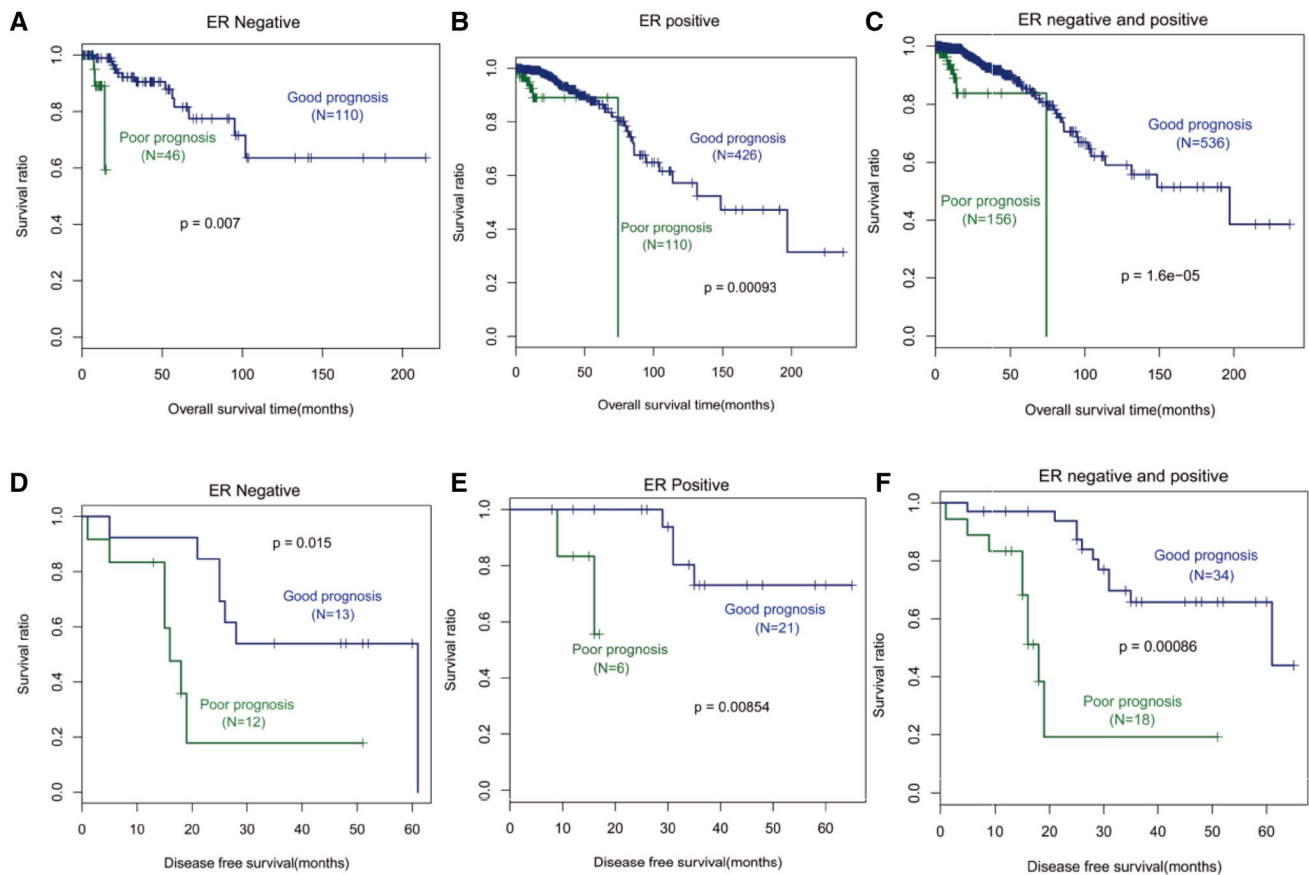 A
ER Negative
1.0
0.8
0.6
0.4
0.2
0.0
Survival ratio
Good prognosis
(N=110)
Poor prognosis
(N=46)
p = 0.007
0 50 100 150 200
Overall survival time(months)
B
ER positive
1.0
0.8
0.6
0.4
0.2
0.0
Survival ratio
Good prognosis
(N=426)
Poor prognosis
(N=110)
p = 0.00093
0 50 100 150 200
Overall survival time(months)
C
ER negative and positive
1.0
0.8
0.6
0.4
0.2
0.0
Survival ratio
Good prognosis
(N=536)
Poor prognosis
(N=156)
p = 1.6e−05
0 50 100 150 200
Overall survival time(months)
D
ER Negative
1.0
0.8
0.6
0.4
0.2
0.0
Survival ratio
p = 0.015
Good prognosis
(N=13)
Poor prognosis
(N=12)
0 10 20 30 40 50 60
Disease free survival(months)
E
ER Positive
1.0
0.8
0.6
0.4
0.2
0.0
Survival ratio
Good prognosis
(N=21)
Poor prognosis
(N=6)
p = 0.00854
0 10 20 30 40 50 60
Disease free survival(months)
F
ER negative and positive
1.0
0.8
0.6
0.4
0.2
0.0
Survival ratio
Good prognosis
(N=34)
p = 0.00086
Poor prognosis
(N=18)
0 10 20 30 40 50 60
Disease free survival(months)